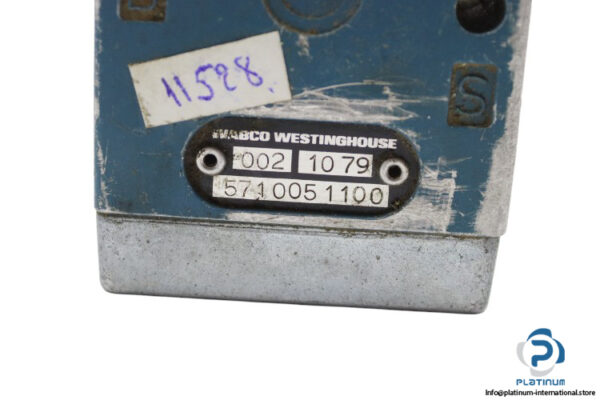 11528
WABCO WESTINGHOUSE
002 10 79
571 005 1100
S
PLATINUM
Info@platinum-international.store